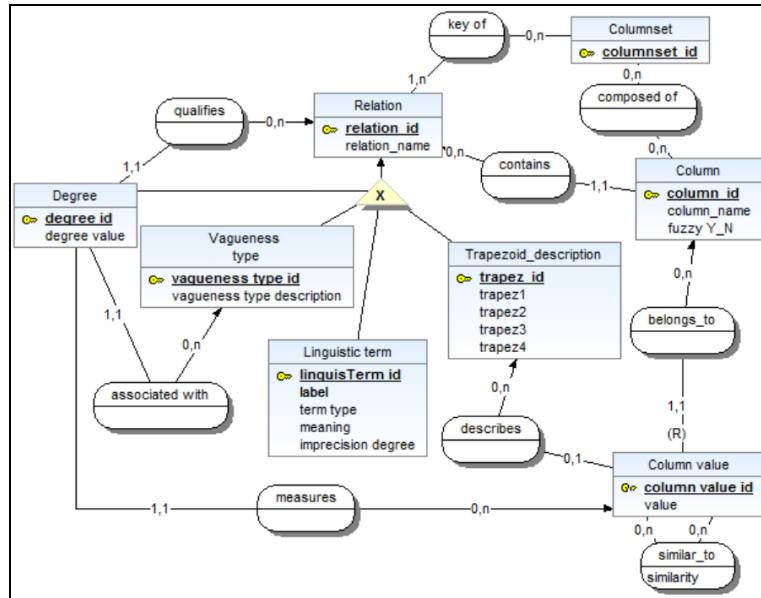 key of
0,n
Columnset
columnset_id
1,n
0,n
qualifies
0,n
Relation
relation_id
relation_name
composed of
0,n
contains
1,1
0,n
1,1
Column
column_id
column_name
fuzzy Y_N
Degree
degree id
degree value
X
Vagueness
type
vagueness type id
vagueness type description
Trapezoid_description
trapez_id
trapez1
trapez2
trapez3
trapez4
0,n
belongs_to
1,1
0,n
Linguistic term
linguisTerm id
label
term type
meaning
imprecision degree
associated with
0,n
describes
0,1
1,1
(R)
Column value
column value id
value
1,1
measures
0,n
0,n
0,n
similar_to
similarity